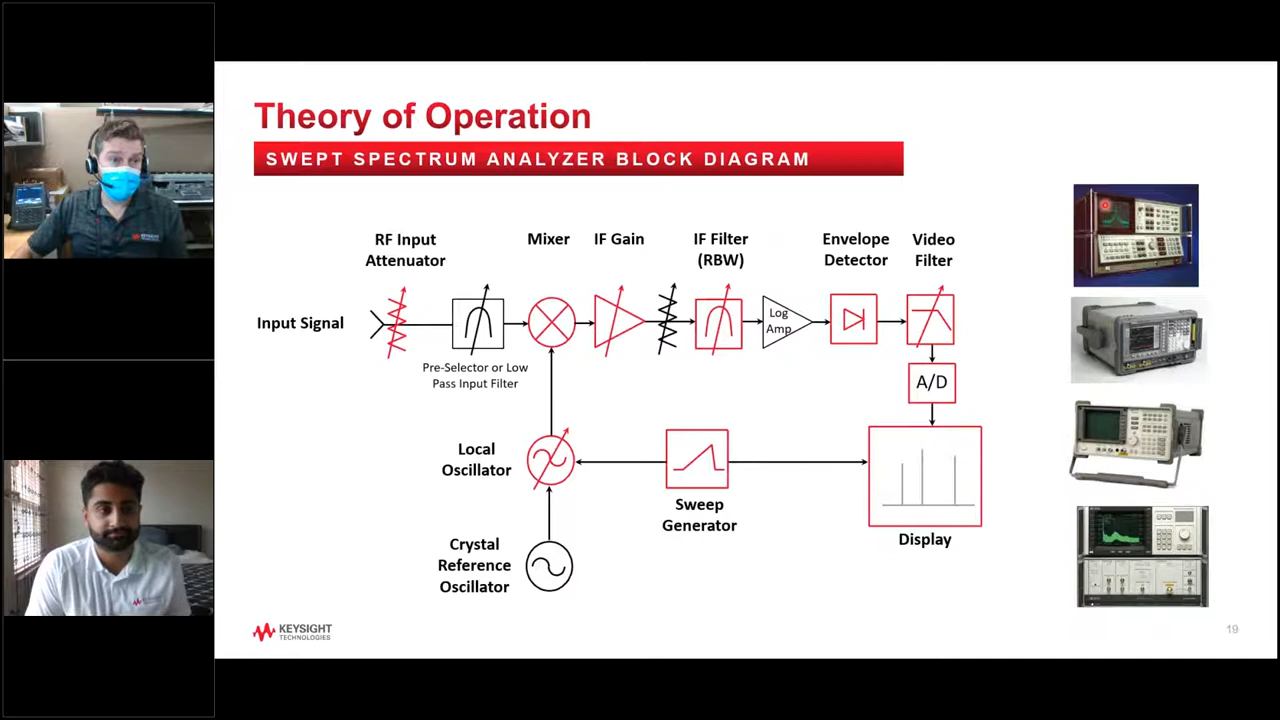 Theory of Operation
SWEPT SPECTRUM ANALYZER BLOCK DIAGRAM
RF Input
Attenuator
Mixer
IF Gain
IF Filter
(RBW)
Envelope
Detector
Video
Filter
Input Signal
Log
Amp
Pre-Selector or Low
Pass Input Filter
A/D
Local
Oscillator
Sweep
Generator
Display
Crystal
Reference
Oscillator
KEYSIGHT
TECHNOLOGIES
19
KEYSIGHT